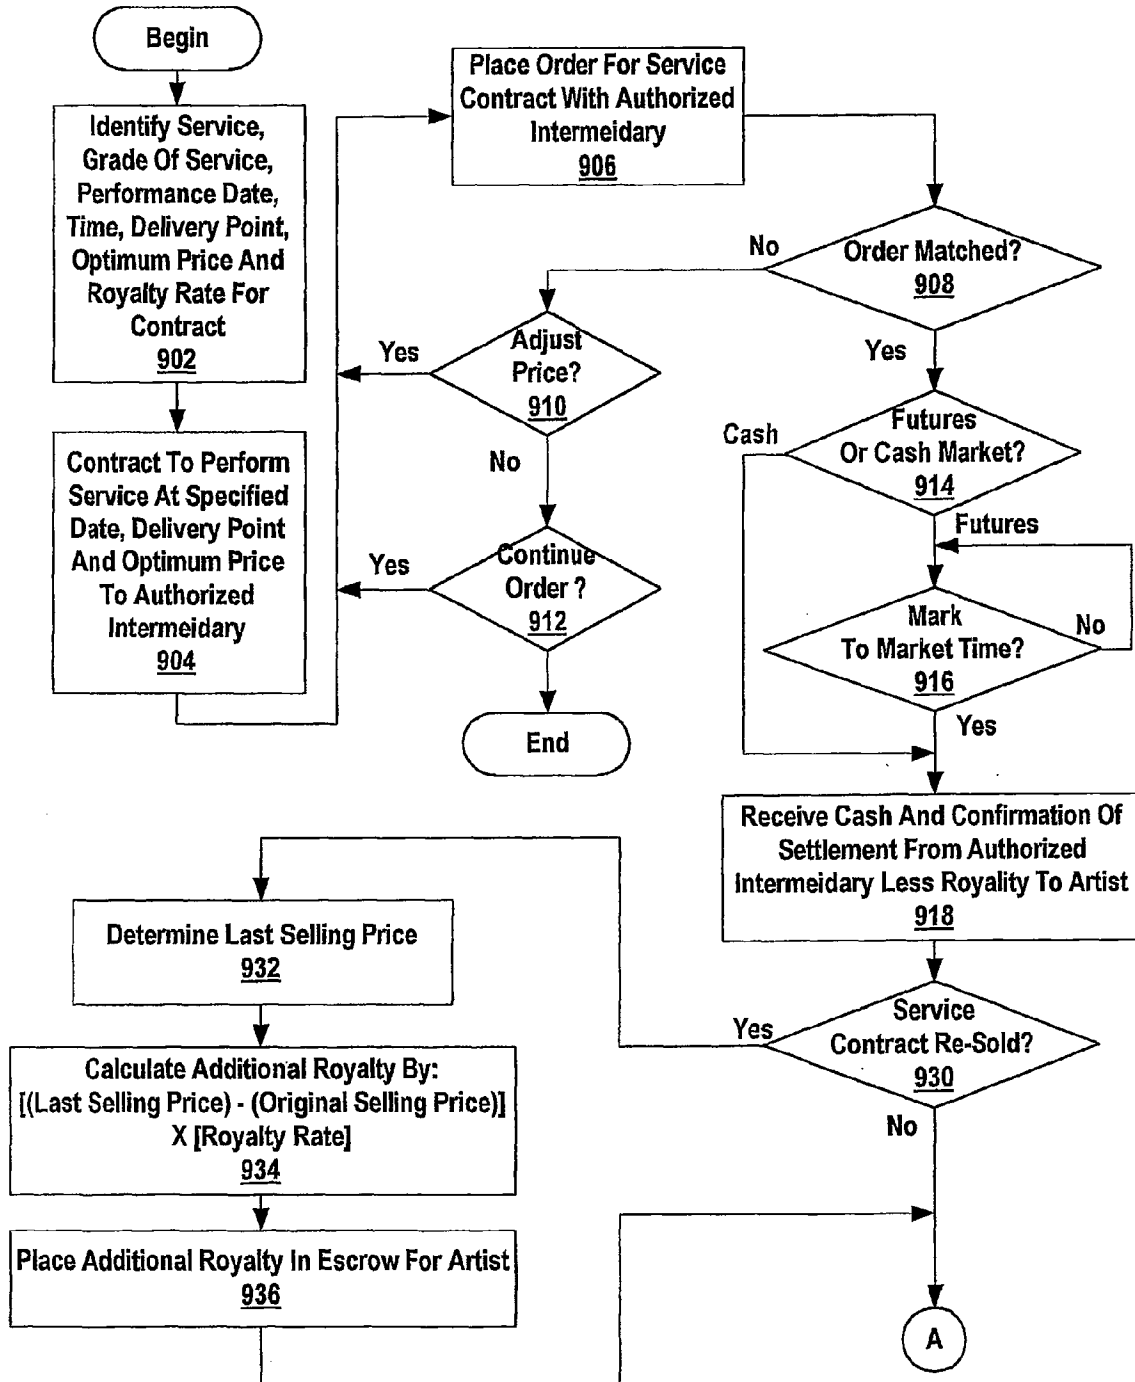 Begin
Identify Service,
Grade Of Service,
Performance Date,
Time, Delivery Point,
Optimum Price And
Royalty Rate For
Contract
902
Contract To Perform
Service At Specified
Date, Delivery Point
And Optimum Price
To Authorized
Intermeidary
904
Place Order For Service
Contract With Authorized
Intermeidary
906
Order Matched?
908
No
Yes
Adjust
Price?
910
Yes
No
Continue
Order ?
912
Yes
End
Futures
Or Cash Market?
914
Cash
Futures
Mark
To Market Time?
916
No
Yes
Receive Cash And Confirmation Of
Settlement From Authorized
Intermeidary Less Royality To Artist
918
Service
Contract Re-Sold?
930
Yes
No
Determine Last Selling Price
932
Calculate Additional Royalty By:
[(Last Selling Price) - (Original Selling Price)]
X [Royalty Rate]
934
Place Additional Royalty In Escrow For Artist
936
A